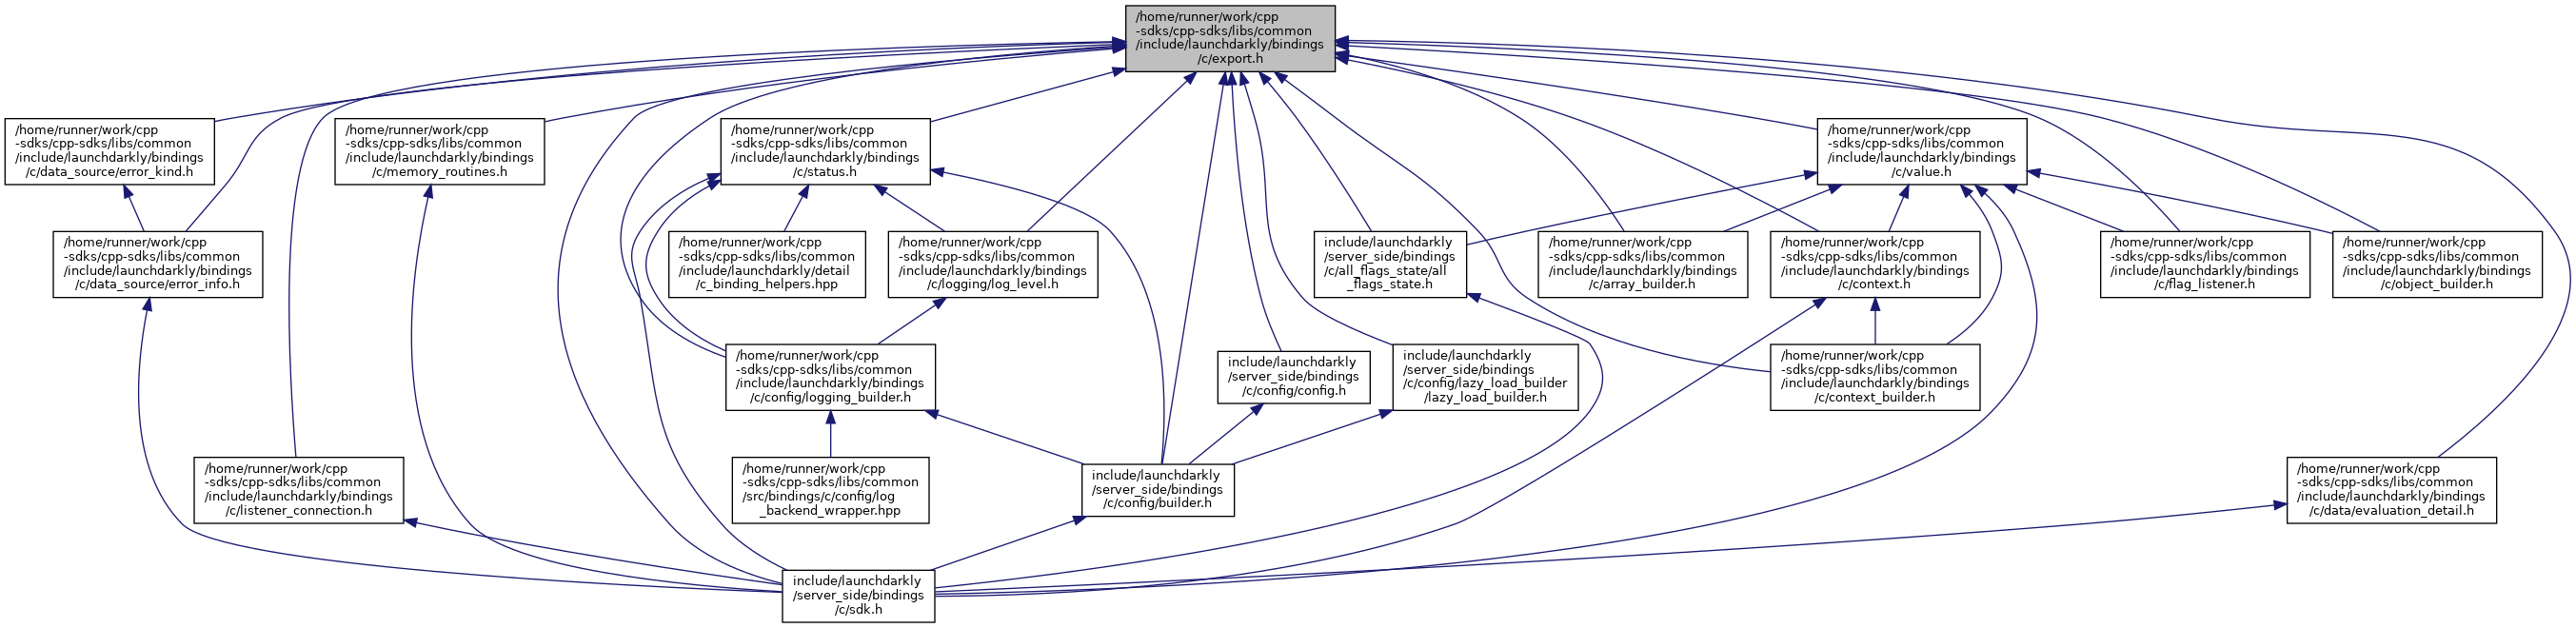 /home/runner/work/cpp
-sdks/cpp-sdks/libs/common
/include/launchdarkly/bindings
/c/export.h
/home/runner/work/cpp
-sdks/cpp-sdks/libs/common
/include/launchdarkly/bindings
/c/data_source/error_kind.h
/home/runner/work/cpp
-sdks/cpp-sdks/libs/common
/include/launchdarkly/bindings
/c/memory_routines.h
/home/runner/work/cpp
-sdks/cpp-sdks/libs/common
/include/launchdarkly/bindings
/c/status.h
/home/runner/work/cpp
-sdks/cpp-sdks/libs/common
/include/launchdarkly/bindings
/c/value.h
/home/runner/work/cpp
-sdks/cpp-sdks/libs/common
/include/launchdarkly/bindings
/c/data_source/error_info.h
/home/runner/work/cpp
-sdks/cpp-sdks/libs/common
/include/launchdarkly/detail
/c_binding_helpers.hpp
/home/runner/work/cpp
-sdks/cpp-sdks/libs/common
/include/launchdarkly/bindings
/c/logging/log_level.h
include/launchdarkly
/server_side/bindings
/c/all_flags_state/all
_flags_state.h
/home/runner/work/cpp
-sdks/cpp-sdks/libs/common
/include/launchdarkly/bindings
/c/array_builder.h
/home/runner/work/cpp
-sdks/cpp-sdks/libs/common
/include/launchdarkly/bindings
/c/context.h
/home/runner/work/cpp
-sdks/cpp-sdks/libs/common
/include/launchdarkly/bindings
/c/flag_listener.h
/home/runner/work/cpp
-sdks/cpp-sdks/libs/common
/include/launchdarkly/bindings
/c/object_builder.h
/home/runner/work/cpp
-sdks/cpp-sdks/libs/common
/include/launchdarkly/bindings
/c/config/logging_builder.h
include/launchdarkly
/server_side/bindings
/c/config/config.h
include/launchdarkly
/server_side/bindings
/c/config/lazy_load_builder
/lazy_load_builder.h
/home/runner/work/cpp
-sdks/cpp-sdks/libs/common
/include/launchdarkly/bindings
/c/context_builder.h
/home/runner/work/cpp
-sdks/cpp-sdks/libs/common
/include/launchdarkly/bindings
/c/listener_connection.h
/home/runner/work/cpp
-sdks/cpp-sdks/libs/common
/src/bindings/c/config/log
_backend_wrapper.hpp
include/launchdarkly
/server_side/bindings
/c/config/builder.h
/home/runner/work/cpp
-sdks/cpp-sdks/libs/common
/include/launchdarkly/bindings
/c/data/evaluation_detail.h
include/launchdarkly
/server_side/bindings
/c/sdk.h